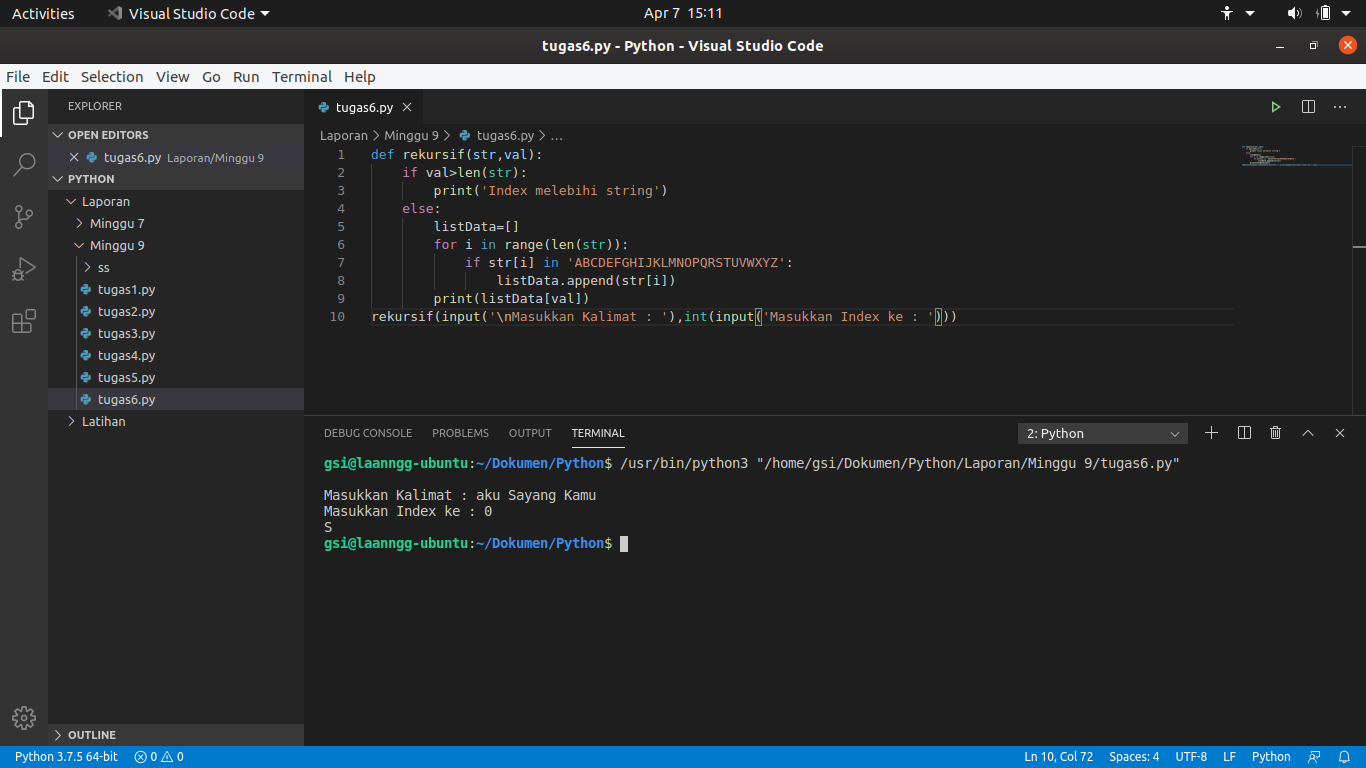 Activities Visual Studio Code Apr 7 15:11
tugas6.py - Python - Visual Studio Code
File Edit Selection View Go Run Terminal Help
EXPLORER
OPEN EDITORS
tugas6.py Laporan/Minggu 9
PYTHON
Laporan
Minggu 7
Minggu 9
ss
tugas1.py
tugas2.py
tugas3.py
tugas4.py
tugas5.py
tugas6.py
Latihan
OUTLINE
tugas6.py
Laporan > Minggu 9 > tugas6.py > ...
1 def rekursif(str,val):
2     if val>len(str):
3         print('Index melebihi string')
4     else:
5         listData=[]
6         for i in range(len(str)):
7             if str[i] in 'ABCDEFGHIJKLMNOPQRSTUVWXYZ':
8                 listData.append(str[i])
9         print(listData[val])
10 rekursif(input('\nMasukkan Kalimat : '),int(input('Masukkan Index ke : ')))
DEBUG CONSOLE PROBLEMS OUTPUT TERMINAL 2: Python
gsi@laanngg-ubuntu:~/Dokumen/Python$ /usr/bin/python3 "/home/gsi/Dokumen/Python/Laporan/Minggu 9/tugas6.py"
Masukkan Kalimat : aku Sayang Kamu
Masukkan Index ke : 0
S
gsi@laanngg-ubuntu:~/Dokumen/Python$
Python 3.7.5 64-bit 0 0 Ln 10, Col 72 Spaces: 4 UTF-8 LF Python